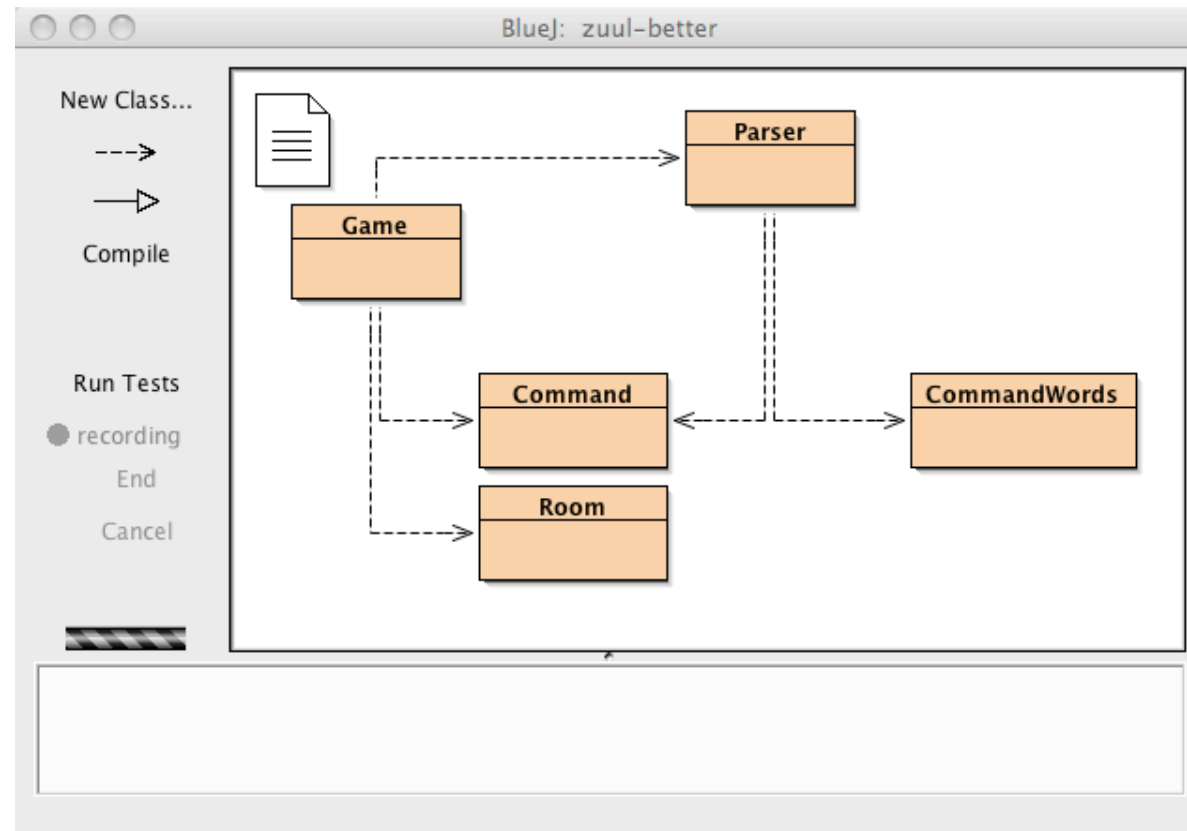 BlueJ: zuul-better
New Class...
Compile
Run Tests
recording
End
Cancel
Parser
Game
Command
CommandWords
Room